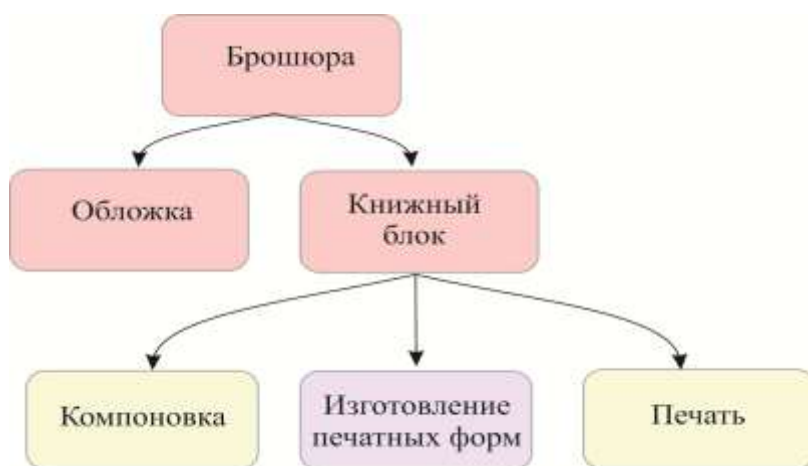 Брошюра
Обложка
Книжный
блок
Компоновка
Изготовление
печатных форм
Печать